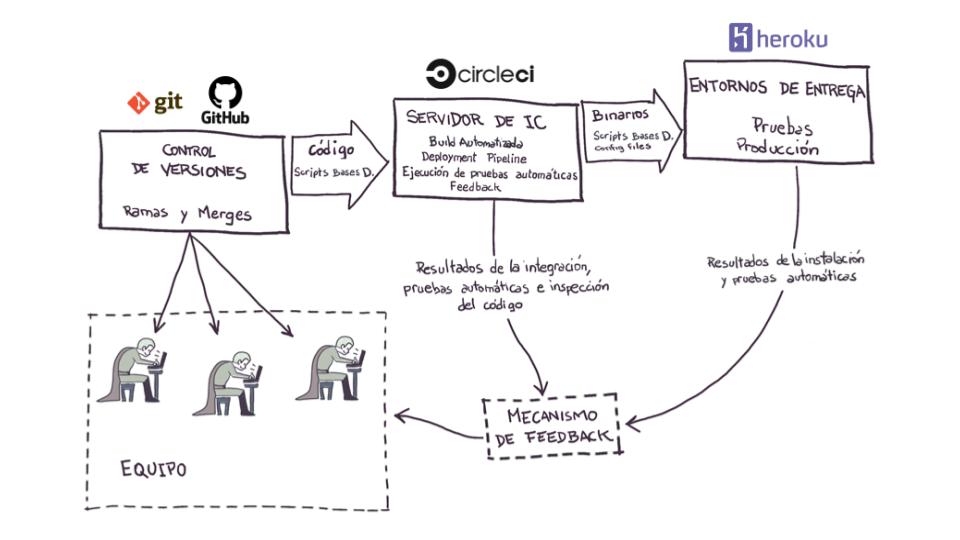 git
GitHub
CONTROL
DE VERSIONES
Ramas y Merges
Código
Scripts Bases D.
circleci
SERVIDOR DE IC
Build Automatizada
Deployment Pipeline
Ejecución de pruebas automáticas
Feedback
Binarios
Scripts Bases D.
Config files
heroku
ENTORNOS DE ENTREGA
Pruebas
Producción
Resultados de la integración,
pruebas automáticas e inspección
del código
Resultados de la instalación
y pruebas automáticas
MECANISMO
DE FEEDBACK
EQUIPO